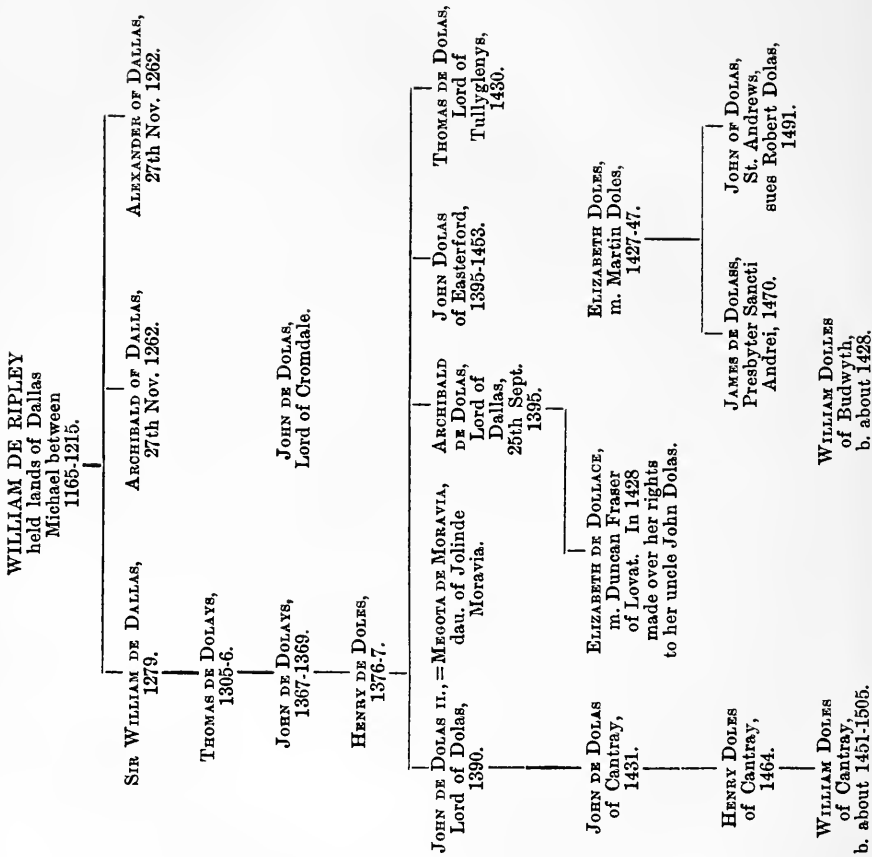 WILLIAM DE RIPLEY
held lands of Dallas
Michael between
1165-1215.
SIR WILLIAM DE DALLAS,
1279.
ARCHIBALD OF DALLAS,
27th Nov. 1262.
ALEXANDER OF DALLAS,
27th Nov. 1262.
THOMAS DE DOLAYS,
1305-6.
JOHN DE DOLAYS,
1367-1369.
JOHN DE DOLAS,
Lord of Cromdale.
HENRY DE DOLES,
1376-7.
JOHN DE DOLAS II., = MEGOTA DE MORAVIA,
Lord of Dolas,
1390.
dau. of Jolinde
Moravia.
ARCHIBALD
DE DOLAS,
Lord of
Dallas,
25th Sept.
1395.
JOHN DOLAS
of Easterford,
1395-1453.
THOMAS DE DOLAS,
Lord of
Tullyglenys,
1430.
JOHN DE DOLAS
of Cantray,
1431.
ELIZABETH DE DOLLACE,
m. Duncan Fraser
of Lovat. In 1428
made over her rights
to her uncle John Dolas.
ELIZABETH DOLES,
m. Martin Doles,
1427-47.
HENRY DOLES
of Cantray,
1464.
JAMES DE DOLASS,
Presbyter Sancti
Andrei, 1470.
JOHN OF DOLAS,
St. Andrews,
sues Robert Dolas,
1491.
WILLIAM DOLES
of Cantray,
b. about 1451-1505.
WILLIAM DOLLES
of Budwyth,
b. about 1428.